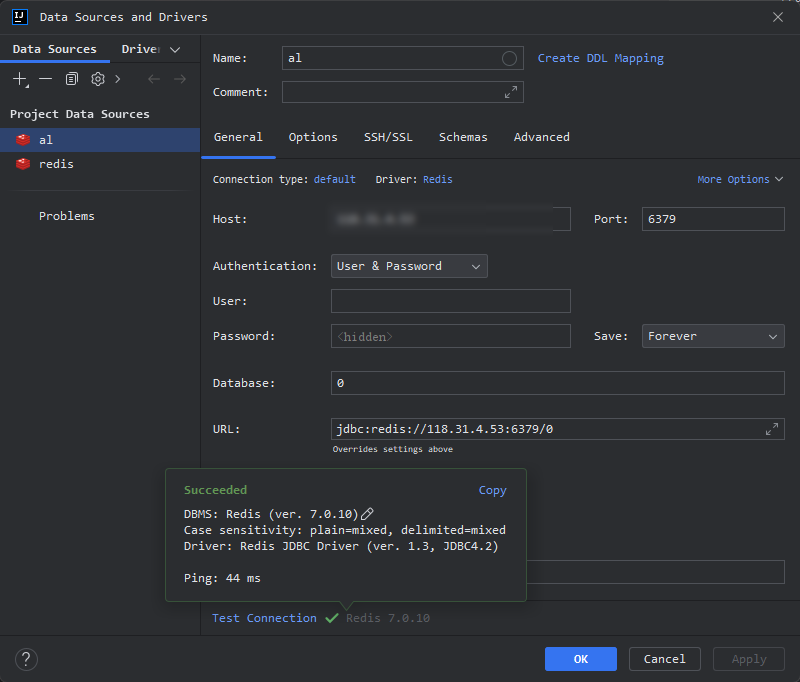 Data Sources and Drivers
Data Sources Drive
Name: al Create DDL Mapping
Comment:
Project Data Sources
al
redis
Problems
General Options SSH/SSL Schemas Advanced
Connection type: default Driver: Redis More Options
Host: Port: 6379
Authentication: User & Password
User:
Password: <hidden> Save: Forever
Database: 0
URL: jdbc:redis://118.31.4.53:6379/0
Overrides settings above
Succeeded Copy
DBMS: Redis (ver. 7.0.10)
Case sensitivity: plain=mixed, delimited=mixed
Driver: Redis JDBC Driver (ver. 1.3, JDBC4.2)
Ping: 44 ms
Test Connection Redis 7.0.10
? OK Cancel Apply